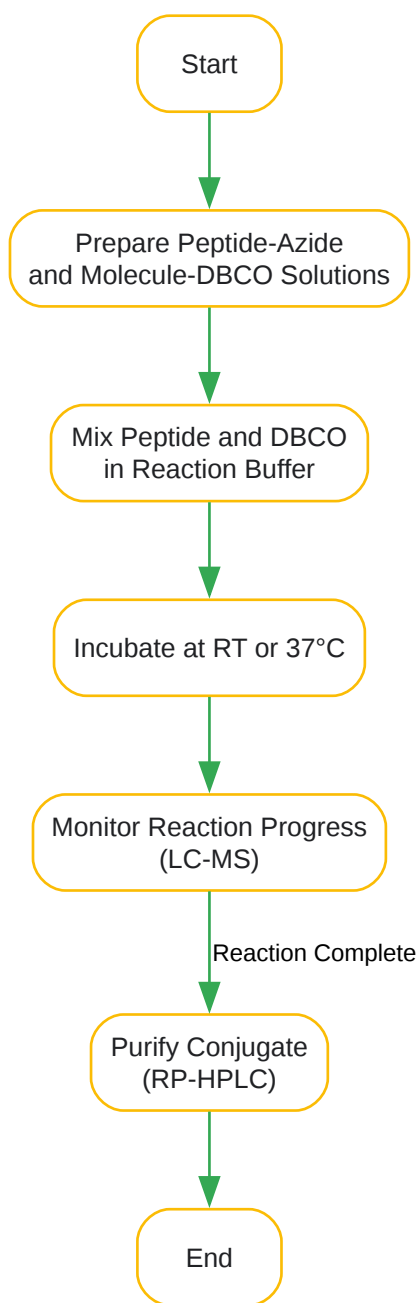 Start
Prepare Peptide-Azide
and Molecule-DBCO Solutions
Mix Peptide and DBCO
in Reaction Buffer
Incubate at RT or 37°C
Monitor Reaction Progress
(LC-MS)
Reaction Complete
Purify Conjugate
(RP-HPLC)
End